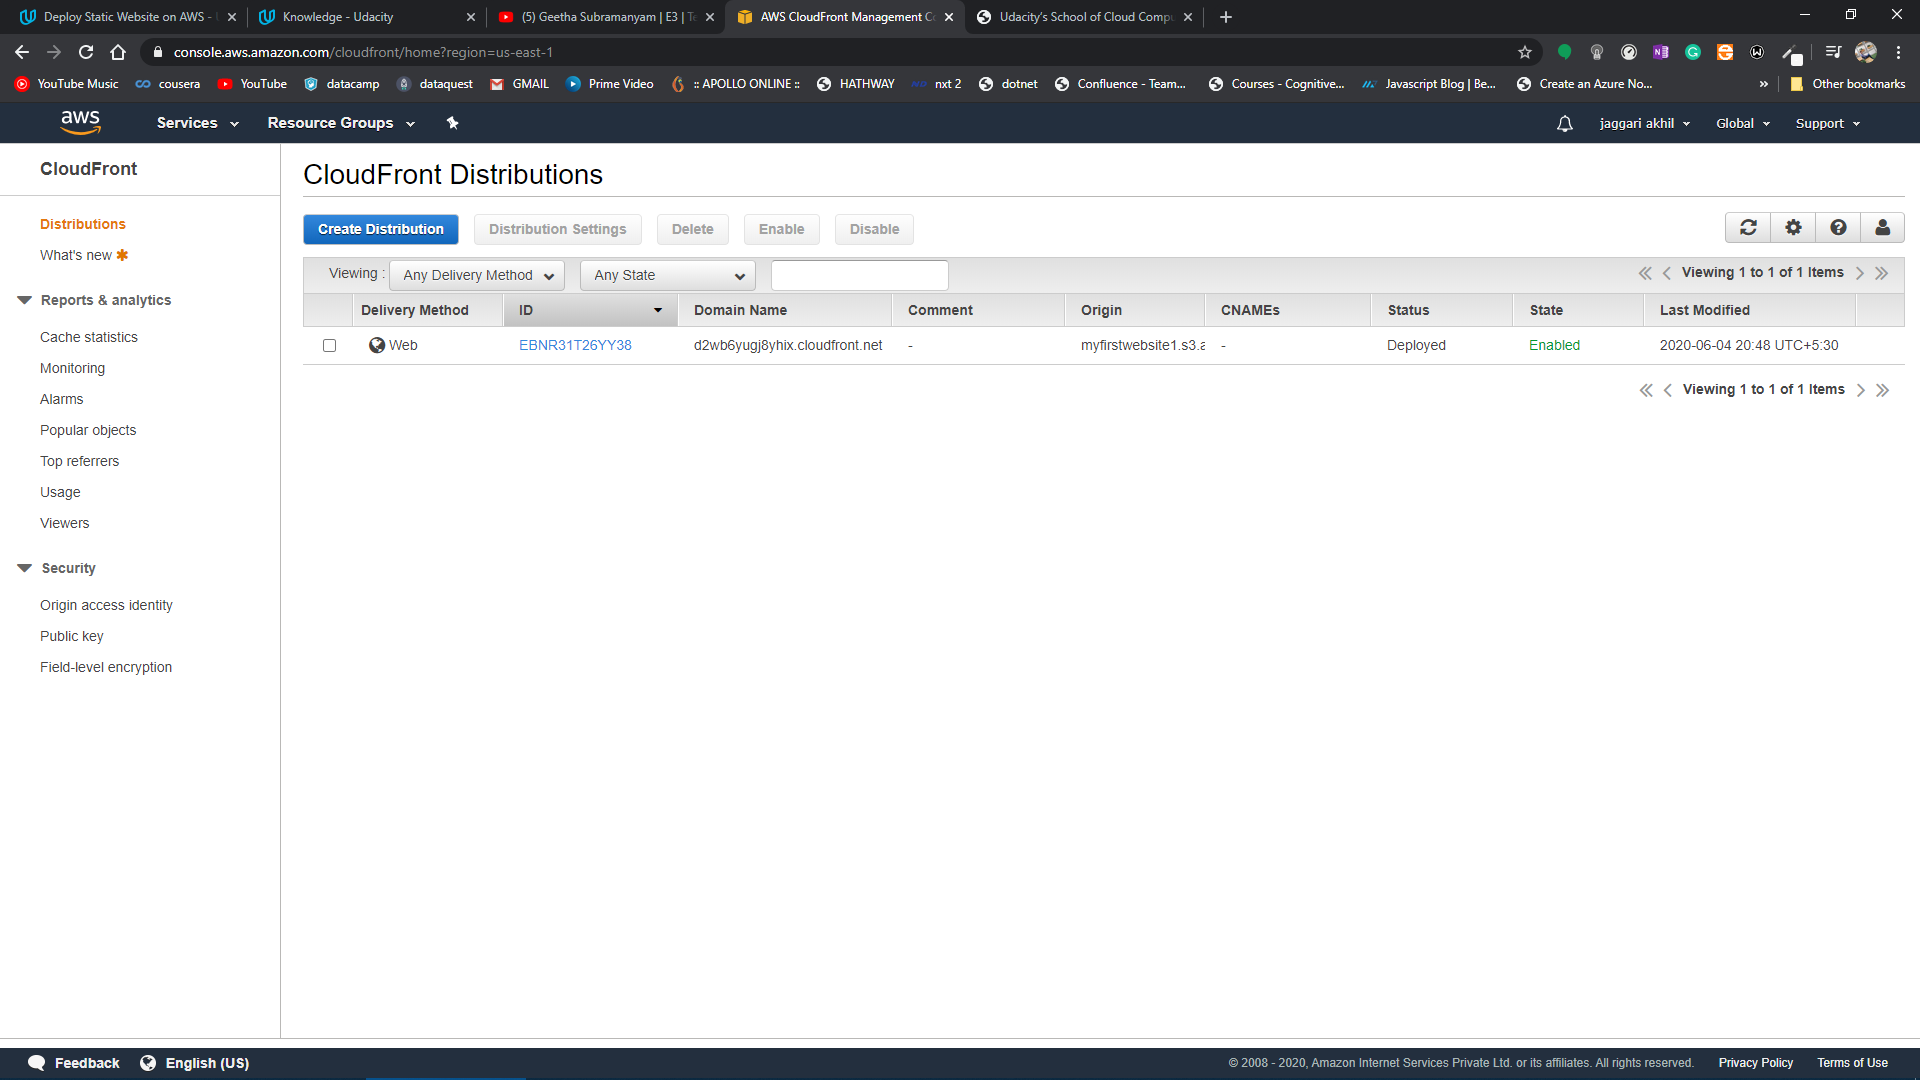 Deploy Static Website on AWS -
Knowledge - Udacity
(5) Geetha Subramanyam | E3 |
AWS CloudFront Management C
Udacity's School of Cloud Compu
console.aws.amazon.com/cloudfront/home?region=us-east-1
YouTube Music
cousera
YouTube
datacamp
dataquest
GMAIL
Prime Video
:: APOLLO ONLINE ::
HATHWAY
nxt 2
dotnet
Confluence - Team...
Courses - Cognitive...
Javascript Blog | Be...
Create an Azure No...
»
Other bookmarks
aws
Services
Resource Groups
jaggari akhil
Global
Support
CloudFront
Distributions
What's new
Reports & analytics
Cache statistics
Monitoring
Alarms
Popular objects
Top referrers
Usage
Viewers
Security
Origin access identity
Public key
Field-level encryption
CloudFront Distributions
Create Distribution
Distribution Settings
Delete
Enable
Disable
Viewing :
Any Delivery Method
Any State
Viewing 1 to 1 of 1 Items
Delivery Method
ID
Domain Name
Comment
Origin
CNAMEs
Status
State
Last Modified
Web
EBNR31T26YY38
d2wb6yugj8yhix.cloudfront.net
-
myfirstwebsite1.s3.a
-
Deployed
Enabled
2020-06-04 20:48 UTC+5:30
Viewing 1 to 1 of 1 Items
Feedback
English (US)
© 2008 - 2020, Amazon Internet Services Private Ltd. or its affiliates. All rights reserved.
Privacy Policy
Terms of Use